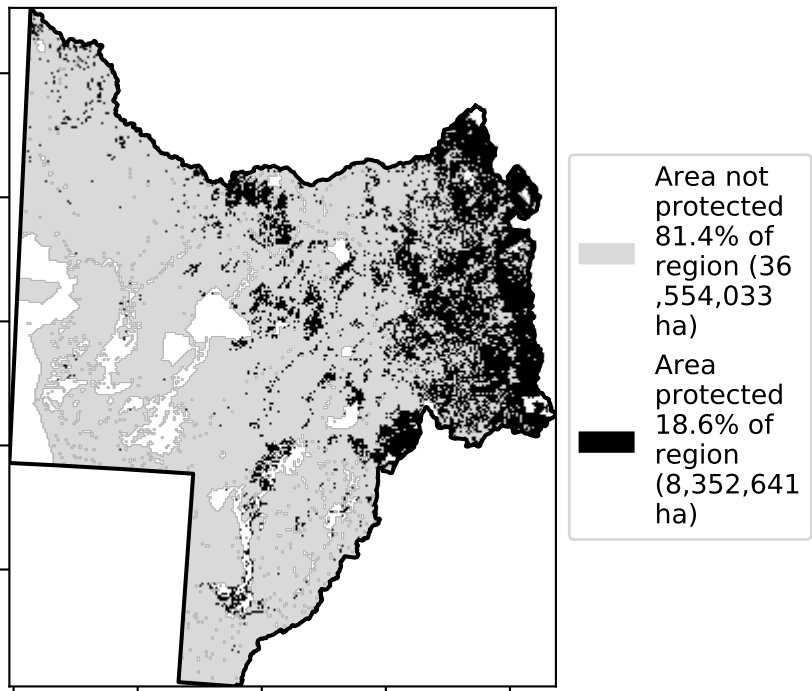 Area not
protected
81.4% of
region (36
,554,033
ha)
Area
protected
18.6% of
region
(8,352,641
ha)